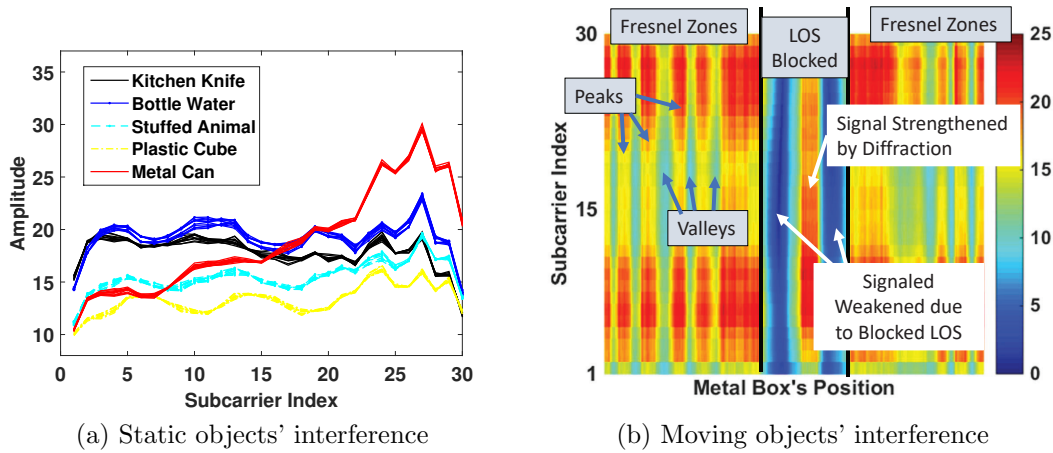 35
30
25
20
15
10
0
5
10
15
20
25
30
Amplitude
Subcarrier Index
Kitchen Knife
Bottle Water
Stuffed Animal
Plastic Cube
Metal Can
(a) Static objects' interference
Fresnel Zones
LOS
Blocked
Fresnel Zones
30
15
1
Subcarrier Index
Peaks
Valleys
Signal Strengthened
by Diffraction
Signaled
Weakened due
to Blocked LOS
Metal Box's Position
25
20
15
10
5
0
(b) Moving objects' interference